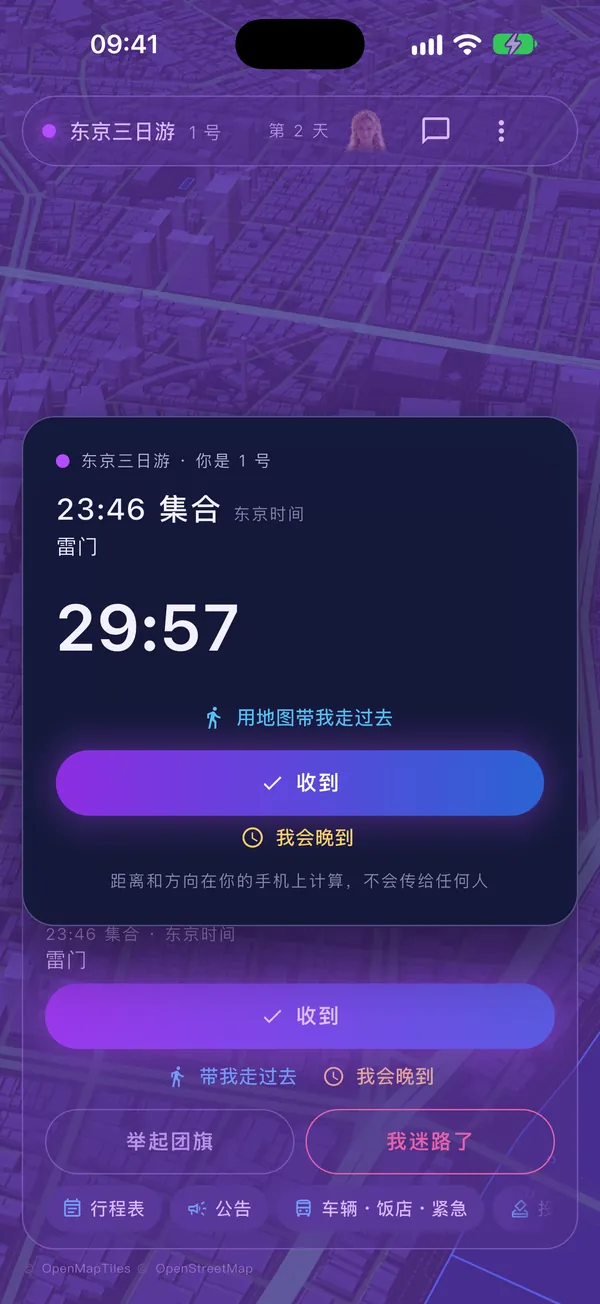 09:41
东京三日游 1 号 第 2 天
东京三日游 · 你是 1 号
23:46 集合 东京时间
雷门
29:57
用地图带我走过去
收到
我会晚到
距离和方向在你的手机上计算，不会传给任何人
23:46 集合 · 东京时间
雷门
收到
带我走过去 我会晚到
举起团旗 我迷路了
行程表 公告 车辆·饭店·紧急
© OpenMapTiles © OpenStreetMap